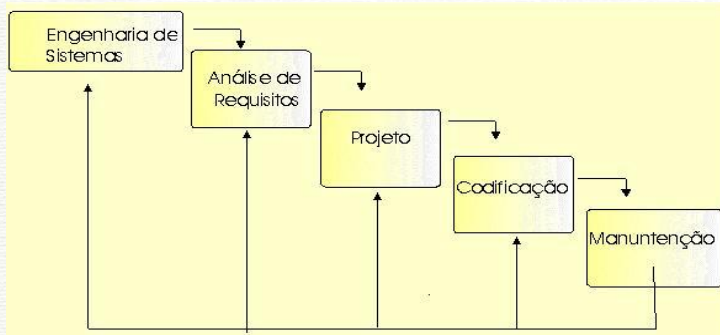 Engenharia de
Sistemas
Análise de
Requisitos
Projeto
Codificação
Manuntenção